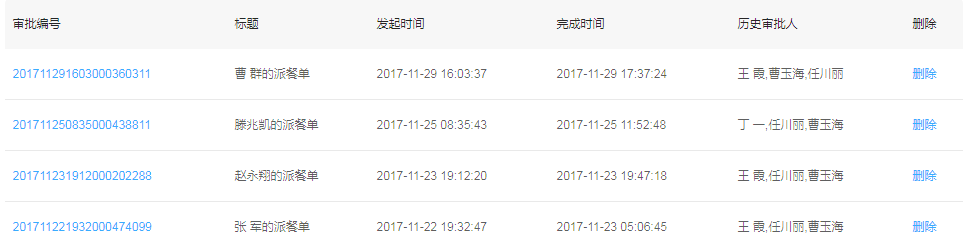 审批编号 标题 发起时间 完成时间 历史审批人 删除
201711291603000360311 曹 群的派餐单 2017-11-29 16:03:37 2017-11-29 17:37:24 王 霞,曹玉海,任川丽 删除
201711250835000438811 滕兆凯的派餐单 2017-11-25 08:35:43 2017-11-25 11:52:48 丁 一,任川丽,曹玉海 删除
201711231912000202288 赵永翔的派餐单 2017-11-23 19:12:20 2017-11-23 19:47:18 王 霞,任川丽,曹玉海 删除
201711221932000474099 张 军的派餐单 2017-11-22 19:32:47 2017-11-23 05:06:45 王 霞,任川丽,曹玉海 删除